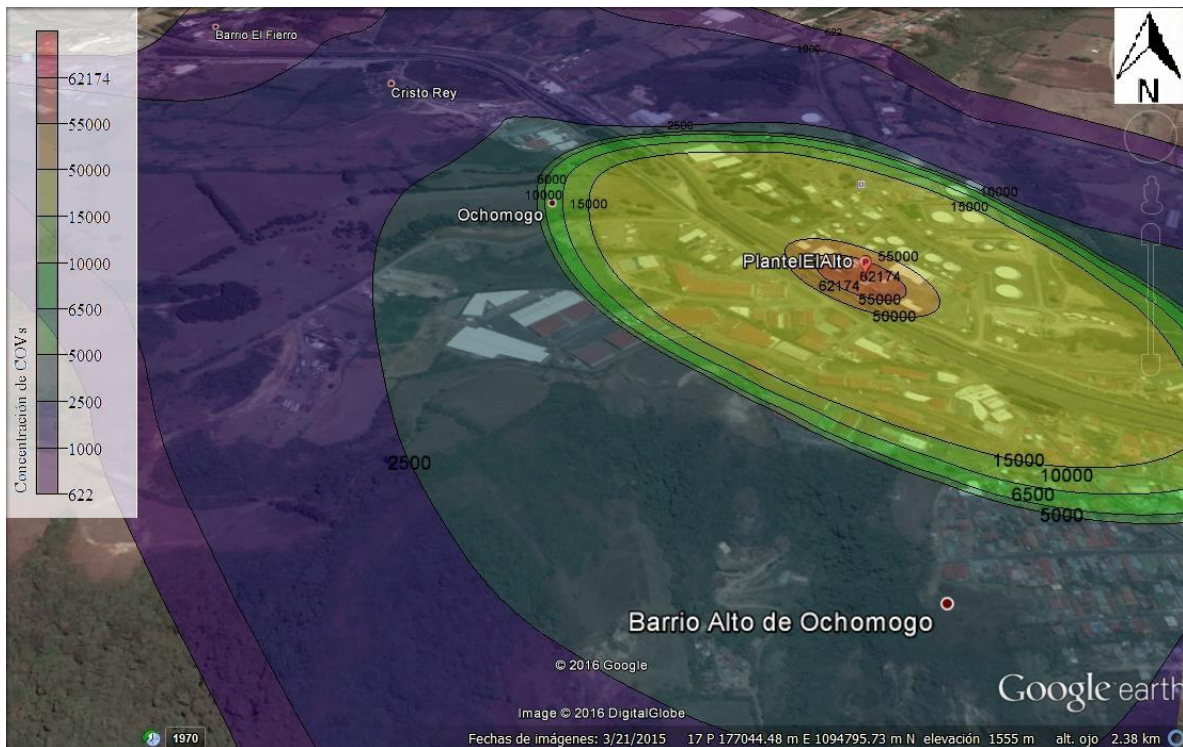 Barrio El Fierro
622
1000
Cristo Rey
N
62174
55000
50000
15000
10000
6500
5000
2500
1000
622
Concentración de COVs
2500
5000
10000
15000
Ochomogo
10000
15000
PlantelElAlto
55000
62174
62174
55000
50000
2500
15000
10000
6500
5000
Barrio Alto de Ochomogo
© 2016 Google
Google earth
Image © 2016 DigitalGlobe
1970
Fechas de imágenes: 3/21/2015 17 P 177044.48 m E 1094795.73 m N elevación 1555 m alt. ojo 2.38 km